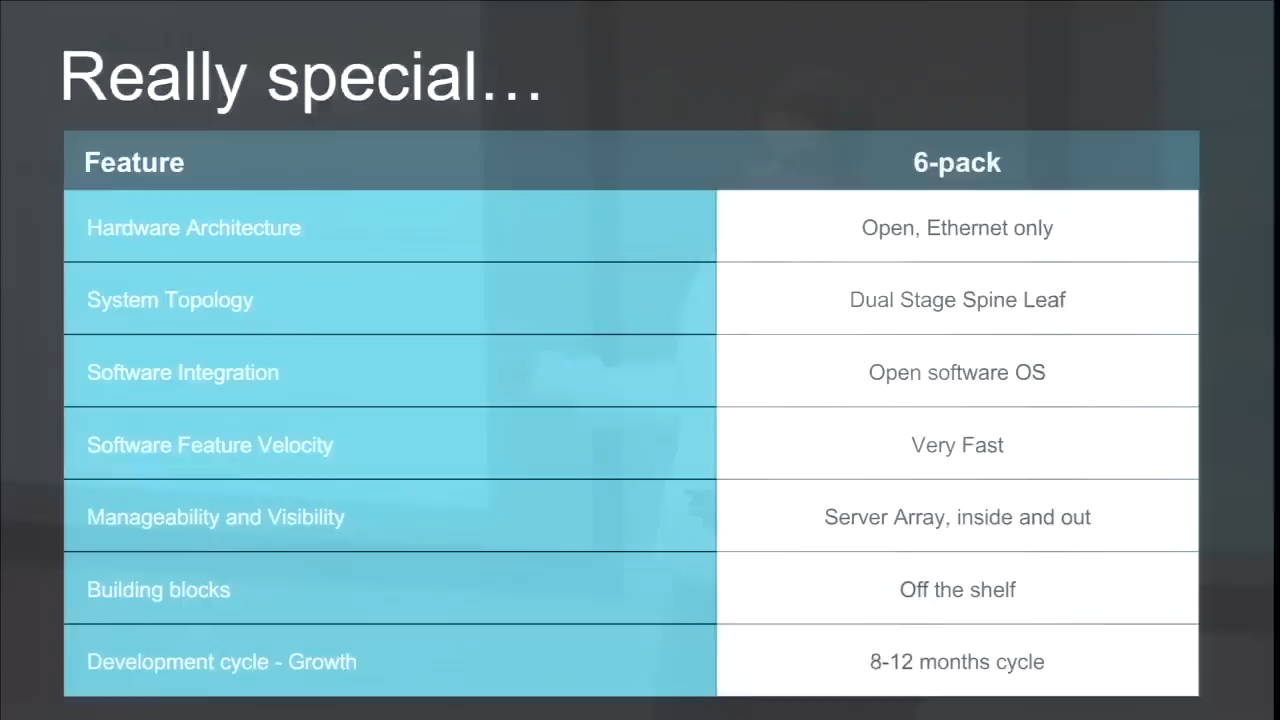 Really special…
Feature 6-pack
Hardware Architecture Open, Ethernet only
System Topology Dual Stage Spine Leaf
Software Integration Open software OS
Software Feature Velocity Very Fast
Manageability and Visibility Server Array, inside and out
Building blocks Off the shelf
Development cycle - Growth 8-12 months cycle